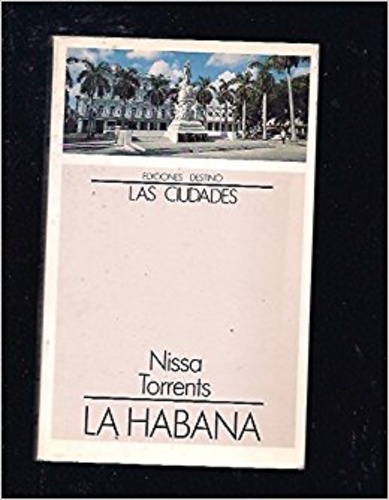 EDICIONES DESTINO
LAS CIUDADES
Nissa
Torrents
LA HABANA